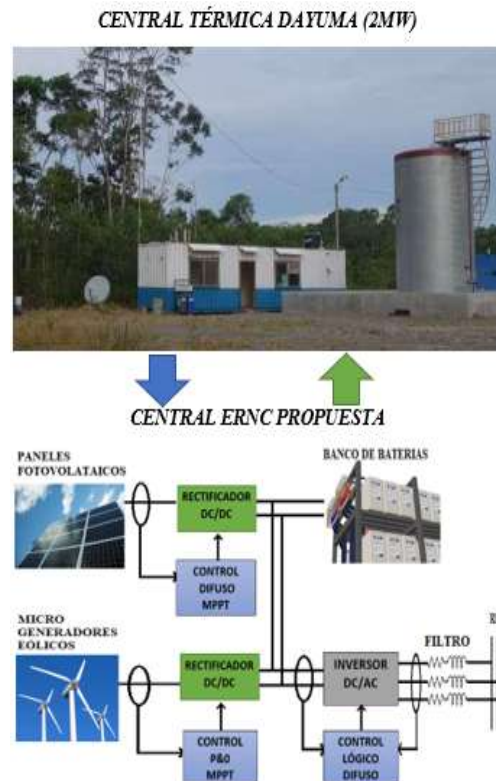 CENTRAL TÉRMICA DAYUMA (2MW)
CENTRAL ERNC PROPUESTA
PANELES
FOTOVOLATAICOS
RECTIFICADOR
DC/DC
BANCO DE BATERIAS
CONTROL
DIFUSO
MPPT
MICRO
GENERADORES
EÓLICOS
RECTIFICADOR
DC/DC
INVERSOR
DC/AC
FILTRO
CONTROL
P&0
MPPT
CONTROL
LÓGICO
DIFUSO